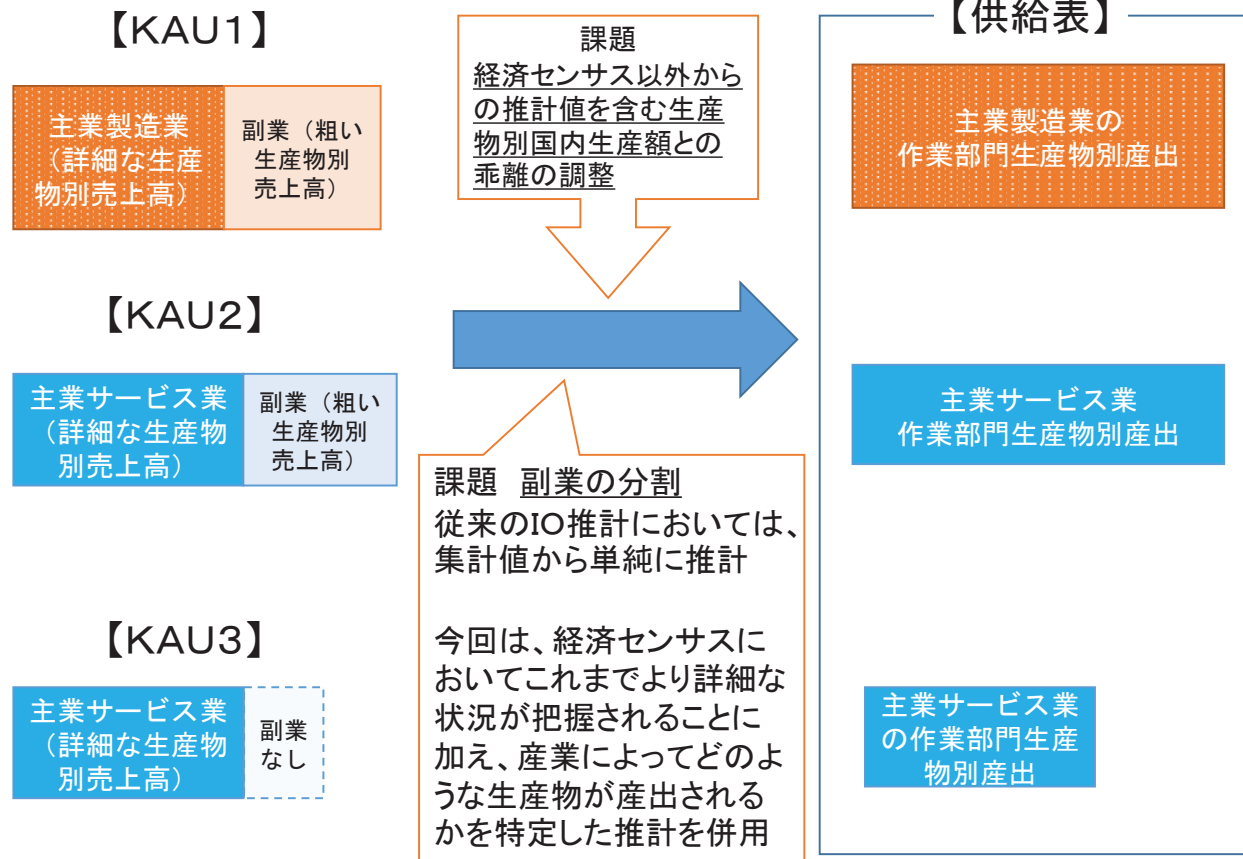 【KAU1】
主業製造業
（詳細な生産
物別売上高）
副業（粗い
生産物別
売上高）
【KAU2】
主業サービス業
（詳細な生産物
別売上高）
副業（粗い
生産物別
売上高）
【KAU3】
主業サービス業
（詳細な生産物
別売上高）
副業
なし
課題
経済センサス以外から
の推計値を含む生産
物別国内生産額との
乖離の調整
課題　副業の分割
従来のIO推計においては、
集計値から単純に推計
今回は、経済センサスに
おいてこれまでより詳細な
状況が把握されることに
加え、産業によってどのよ
うな生産物が産出される
かを特定した推計を併用
【供給表】
主業製造業の
作業部門生産物別産出
主業サービス業
作業部門生産物別産出
主業サービス業
の作業部門生産
物別産出